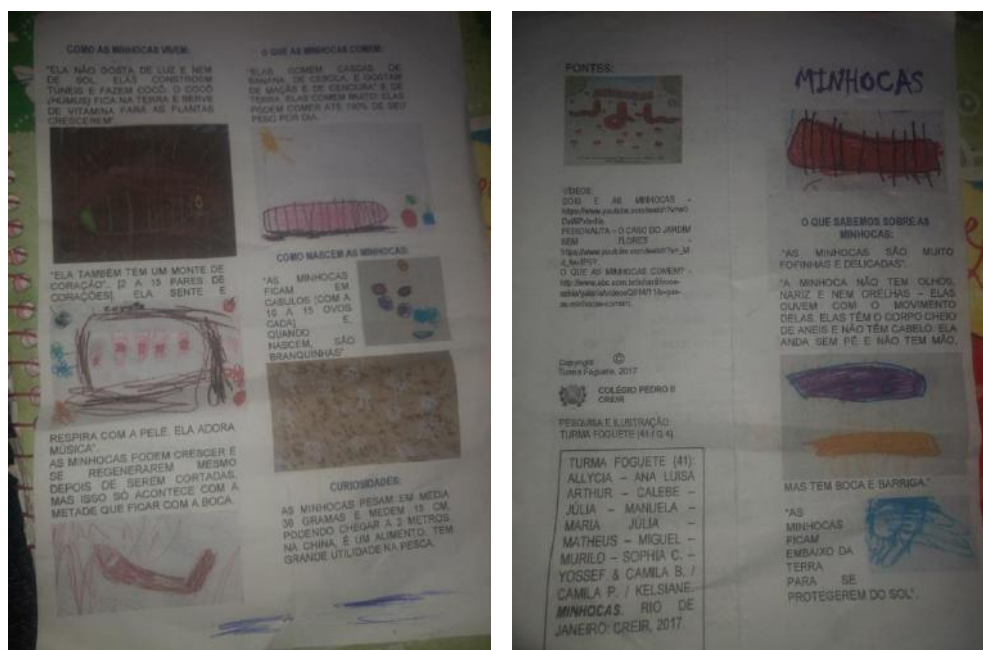 COMO AS MINHOCAS VIVEM:
"ELA NÃO GOSTA DE LUZ E NEM
DE SOL. ELAS CONSTROEM
TÚNEIS E FAZEM COCÔ. O COCÔ
(HÚMUS) FICA NA TERRA E SERVE
DE VITAMINA PARA AS PLANTAS
CRESCEREM"
"ELA TAMBÉM TEM UM MONTE DE
CORAÇÃO". [2 A 15 PARES DE
CORAÇÕES]. ELA SENTE E
RESPIRA COM A PELE. ELA ADORA
MÚSICA".
AS MINHOCAS PODEM CRESCER E
SE REGENERAREM MESMO
DEPOIS DE SEREM CORTADAS,
MAS ISSO SÓ ACONTECE COM A
METADE QUE FICAR COM A BOCA.
O QUE AS MINHOCAS COMEM:
"ELAS COMEM CASCAS DE
BANANA, DE CEBOLA, E GOSTAM
DE MAÇÃ E DE CENOURA" E DE
TERRA. ELAS COMEM MUITO! ELAS
PODEM COMER ATÉ 100% DE SEU
PESO POR DIA.
COMO NASCEM AS MINHOCAS:
"AS MINHOCAS
FICAM EM
CASULOS [COM A
10 A 15 OVOS
CADA] E,
QUANDO
NASCEM, SÃO
BRANQUINHAS"
CURIOSIDADES:
AS MINHOCAS PESAM EM MÉDIA
30 GRAMAS E MEDEM 15 CM,
PODENDO CHEGAR A 2 METROS.
NA CHINA, É UM ALIMENTO. TEM
GRANDE UTILIDADE NA PESCA.
FONTES:
VÍDEOS:
DOIS E AS MINHOCAS -
PERSONAUTA - O CASO DO JARDIM
SEM FLORES -
O QUE AS MINHOCAS COMEM? -
Copyright ©
Turma Foguete, 2017
COLÉGIO PEDRO II
CREIR
PESQUISA E ILUSTRAÇÃO:
TURMA FOGUETE (41 / G.4)
TURMA FOGUETE (41):
ALLYCIA – ANA LUISA
ARTHUR – CALEBE –
JÚLIA – MANUELA –
MARIA JÚLIA –
MATHEUS – MIGUEL –
MURILO – SOPHIA C. –
YOSSEF & CAMILA B. /
CAMILA P. / KELSIANE.
MINHOCAS. RIO DE
JANEIRO: CREIR, 2017.
MINHOCAS
O QUE SABEMOS SOBRE AS
MINHOCAS:
"AS MINHOCAS SÃO MUITO
FOFINHAS E DELICADAS".
"A MINHOCA NÃO TEM OLHOS,
NARIZ E NEM ORELHAS – ELAS
OUVEM COM O MOVIMENTO
DELAS. ELAS TÊM O CORPO CHEIO
DE ANEIS E NÃO TÊM CABELO. ELA
ANDA SEM PÉ E NÃO TEM MÃO,
MAS TEM BOCA E BARRIGA."
"AS
MINHOCAS
FICAM
EMBAIXO DA
TERRA
PARA SE
PROTEGEREM DO SOL".